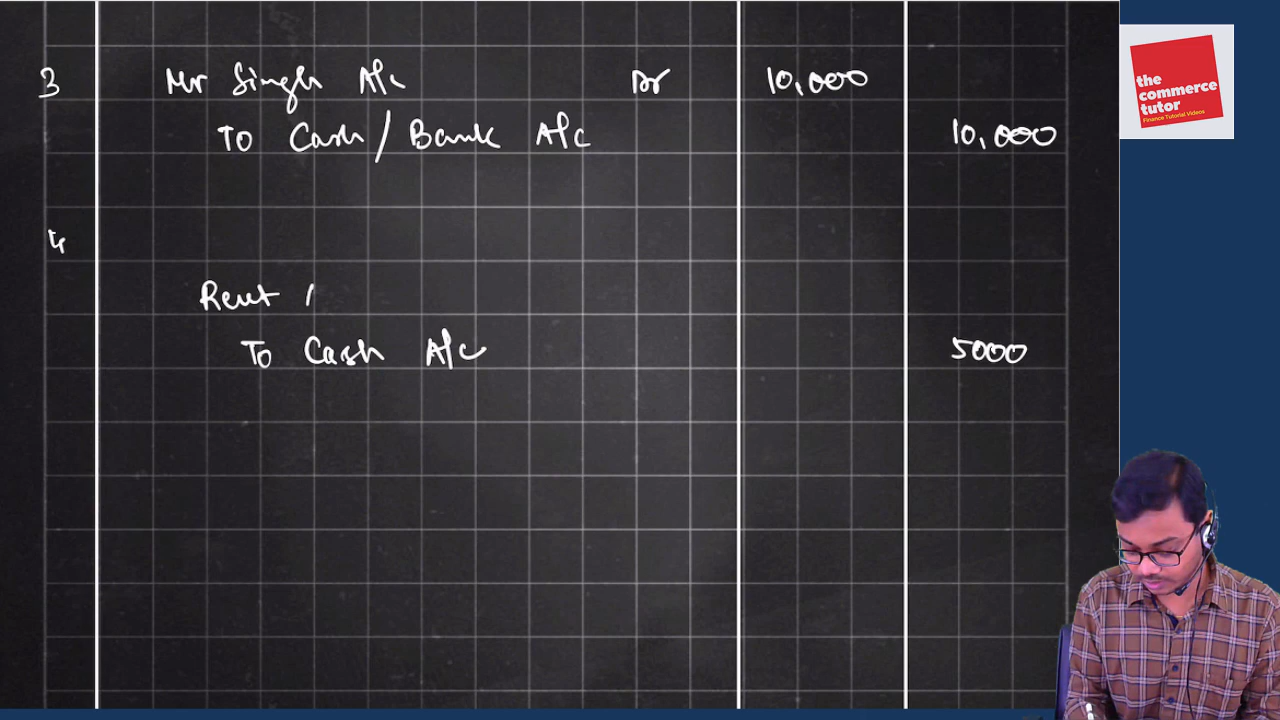 3 Mr Singh A/c Dr 10,000
To Cash / Bank A/c 10,000
4
Rent
To Cash A/c 5000
the
commerce
tutor
Finance Tutorial Videos